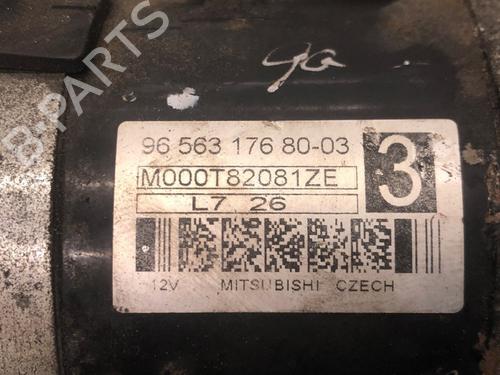 B-PARTS
96 563 176 80-03
3
M000T82081ZE
L7 26
12V MITSUBISHI CZECH